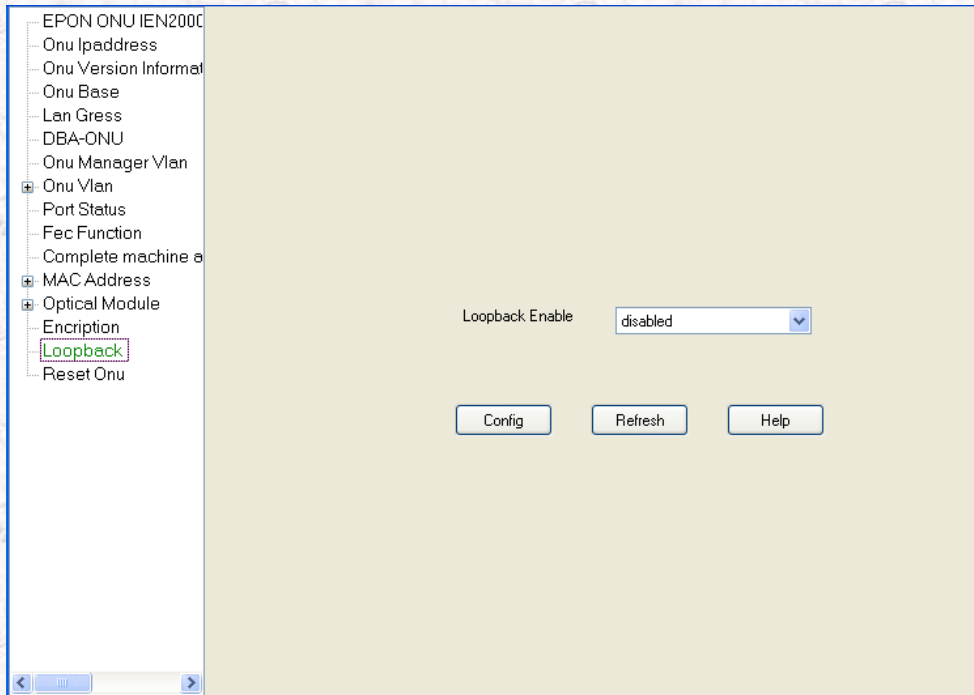 EPON ONU IEN2000
Onu Ipaddress
Onu Version Informat
Onu Base
Lan Gress
DBA-ONU
Onu Manager Vlan
Onu Vlan
Port Status
Fec Function
Complete machine a
MAC Address
Optical Module
Encription
Loopback
Reset Onu
Loopback Enable disabled
Config Refresh Help